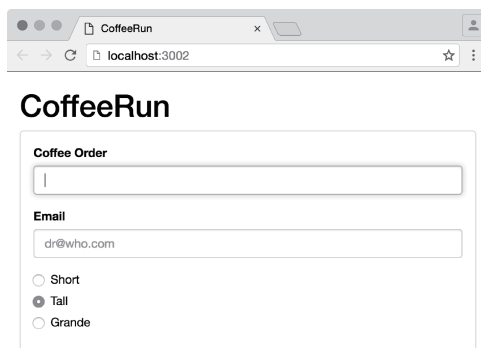 CoffeeRun
localhost:3002
CoffeeRun
Coffee Order
Email
dr@who.com
Short
Tall
Grande